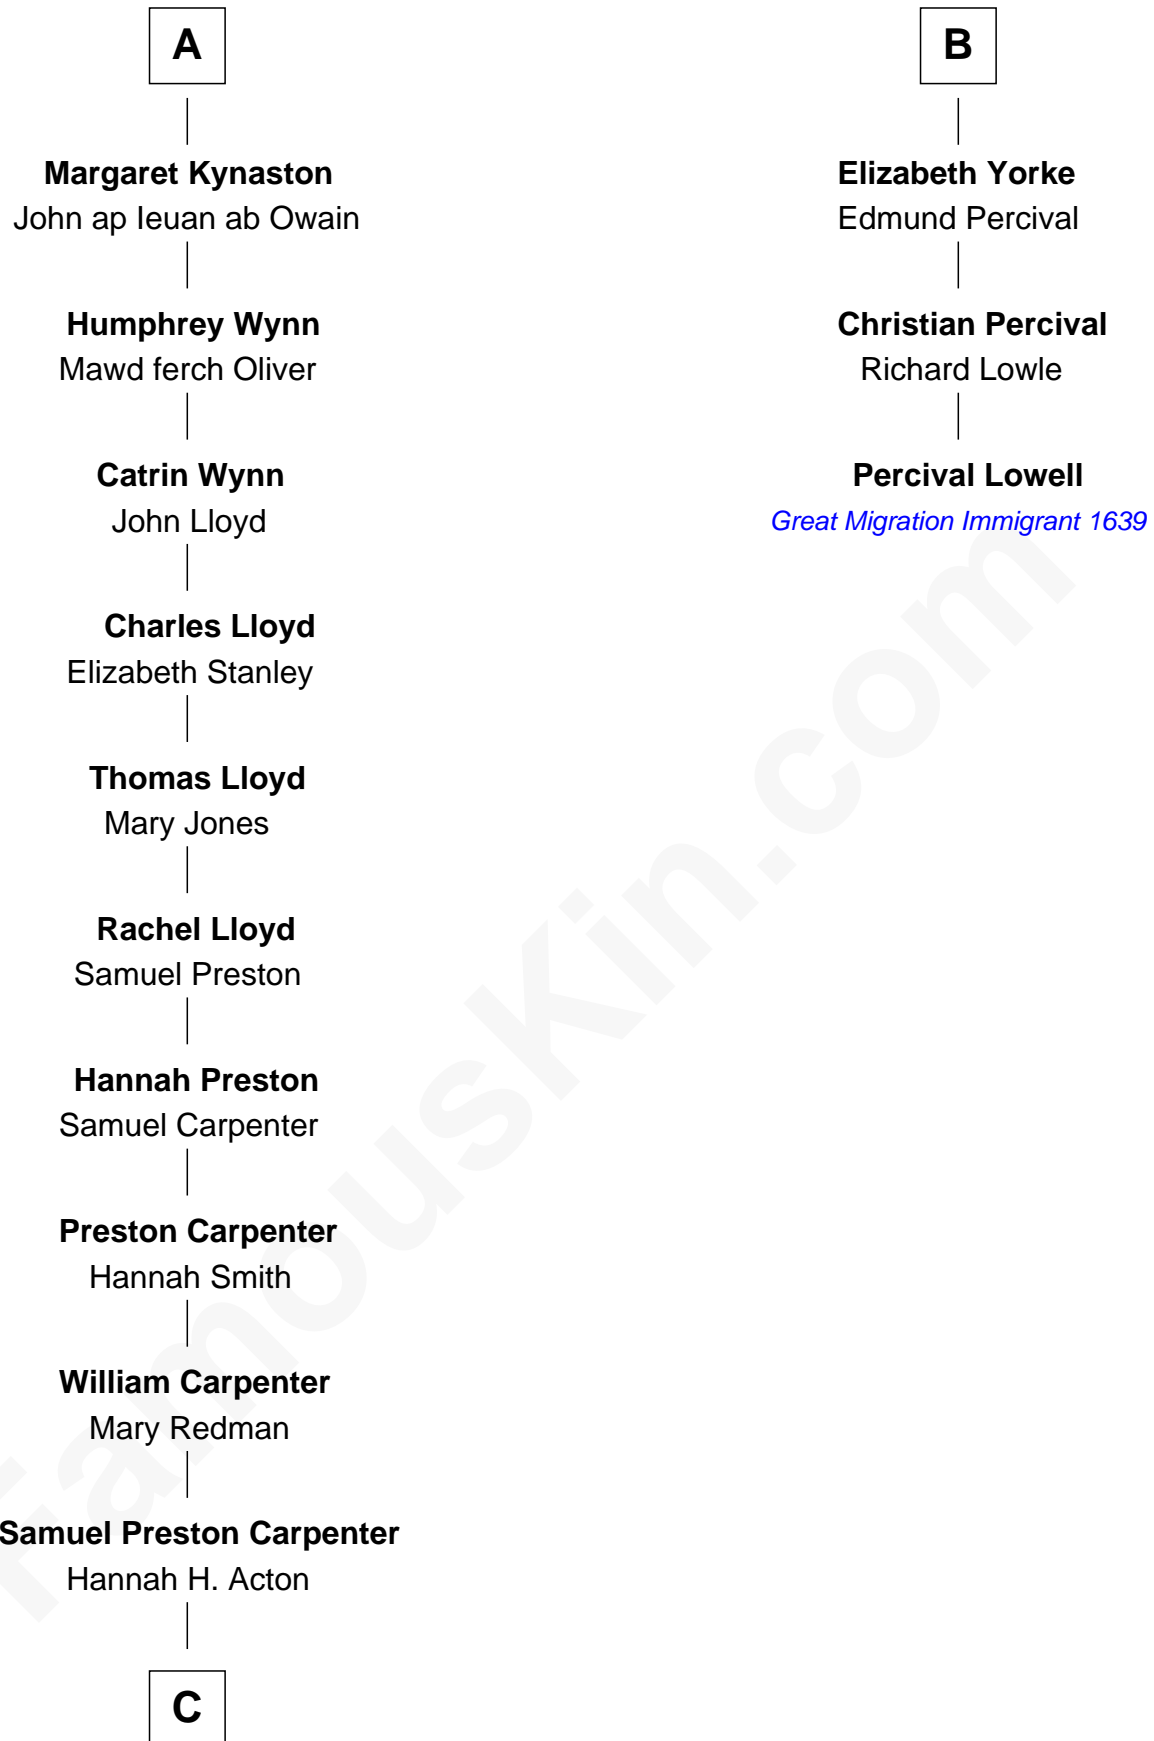 A
Margaret Kynaston
John ap Ieuan ab Owain
Humphrey Wynn
Mawd ferch Oliver
Catrin Wynn
John Lloyd
Charles Lloyd
Elizabeth Stanley
Thomas Lloyd
Mary Jones
Rachel Lloyd
Samuel Preston
Hannah Preston
Samuel Carpenter
Preston Carpenter
Hannah Smith
William Carpenter
Mary Redman
Samuel Preston Carpenter
Hannah H. Acton
C
B
Elizabeth Yorke
Edmund Percival
Christian Percival
Richard Lowle
Percival Lowell
Great Migration Immigrant 1639
FamousKin.com